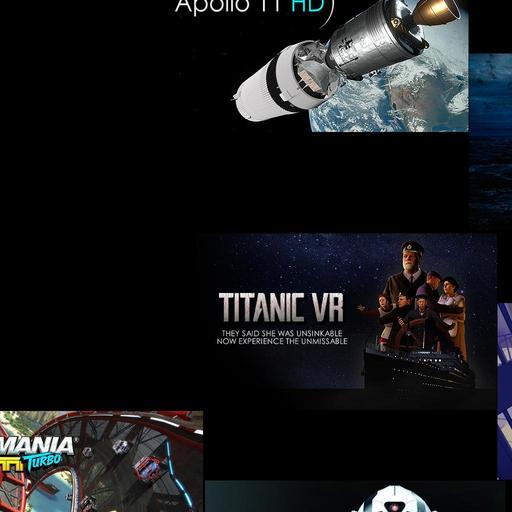 Apollo 11 HD
TITANIC VR
THEY SAID SHE WAS UNSINKABLE
NOW EXPERIENCE THE UNMISSABLE
MANIA
TURBO